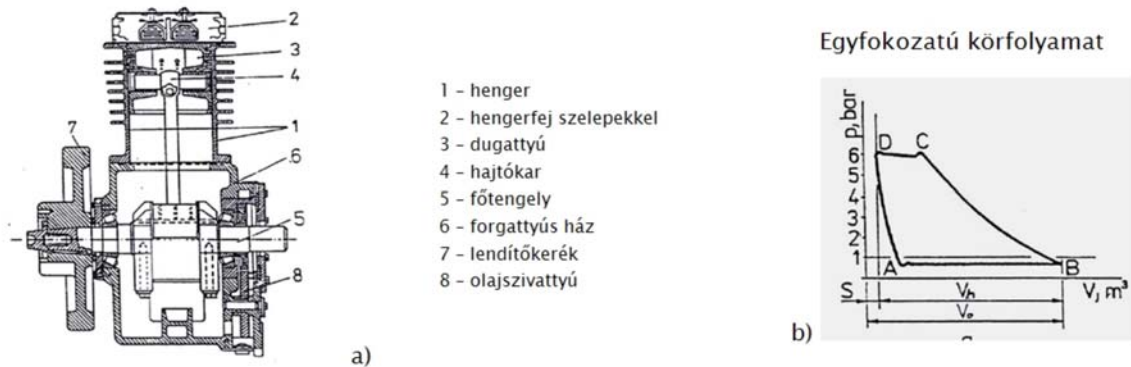 2
3
4
7
1
6
5
8
a)
1 – henger
2 – hengerfej szelepekkel
3 – dugattyú
4 – hajtókar
5 – főtengely
6 – forgattyús ház
7 – lendítőkerék
8 – olajszivattyú
Egyfokozatú körfolyamat
p, bar
D C
6
5
4
3
2
1
A B
S Vh V, m³
Vo
b)